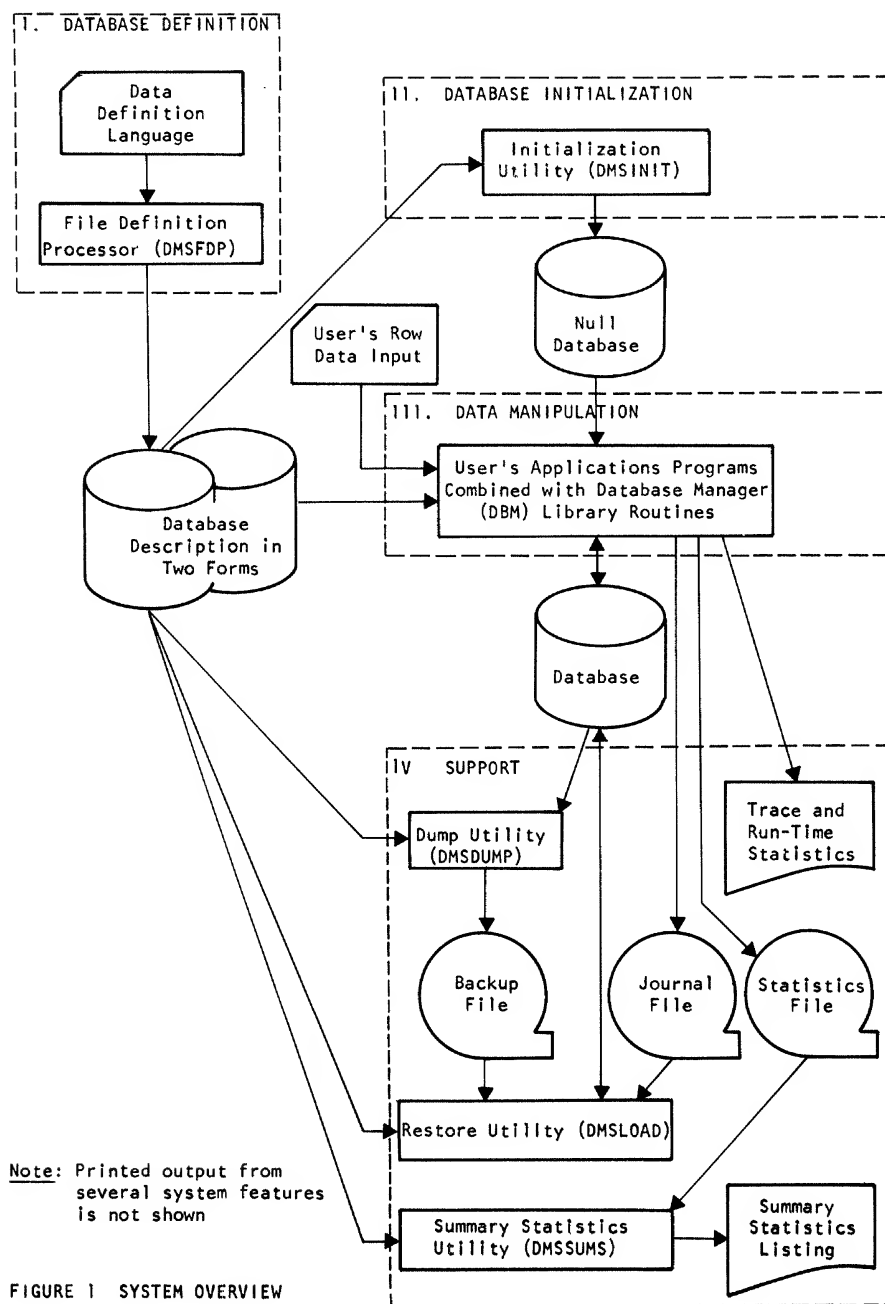 I. DATABASE DEFINITION
Data
Definition
Language
File Definition
Processor (DMSFDP)
II. DATABASE INITIALIZATION
Initialization
Utility (DMSINIT)
Null
Database
User's Row
Data Input
III. DATA MANIPULATION
User's Applications Programs
Combined with Database Manager
(DBM) Library Routines
Database
Description in
Two Forms
Database
IV SUPPORT
Dump Utility
(DMSDUMP)
Trace and
Run-Time
Statistics
Backup
File
Journal
File
Statistics
File
Restore Utility (DMSLOAD)
Summary Statistics
Utility (DMSSUMS)
Summary
Statistics
Listing
Note: Printed output from
several system features
is not shown
FIGURE 1 SYSTEM OVERVIEW